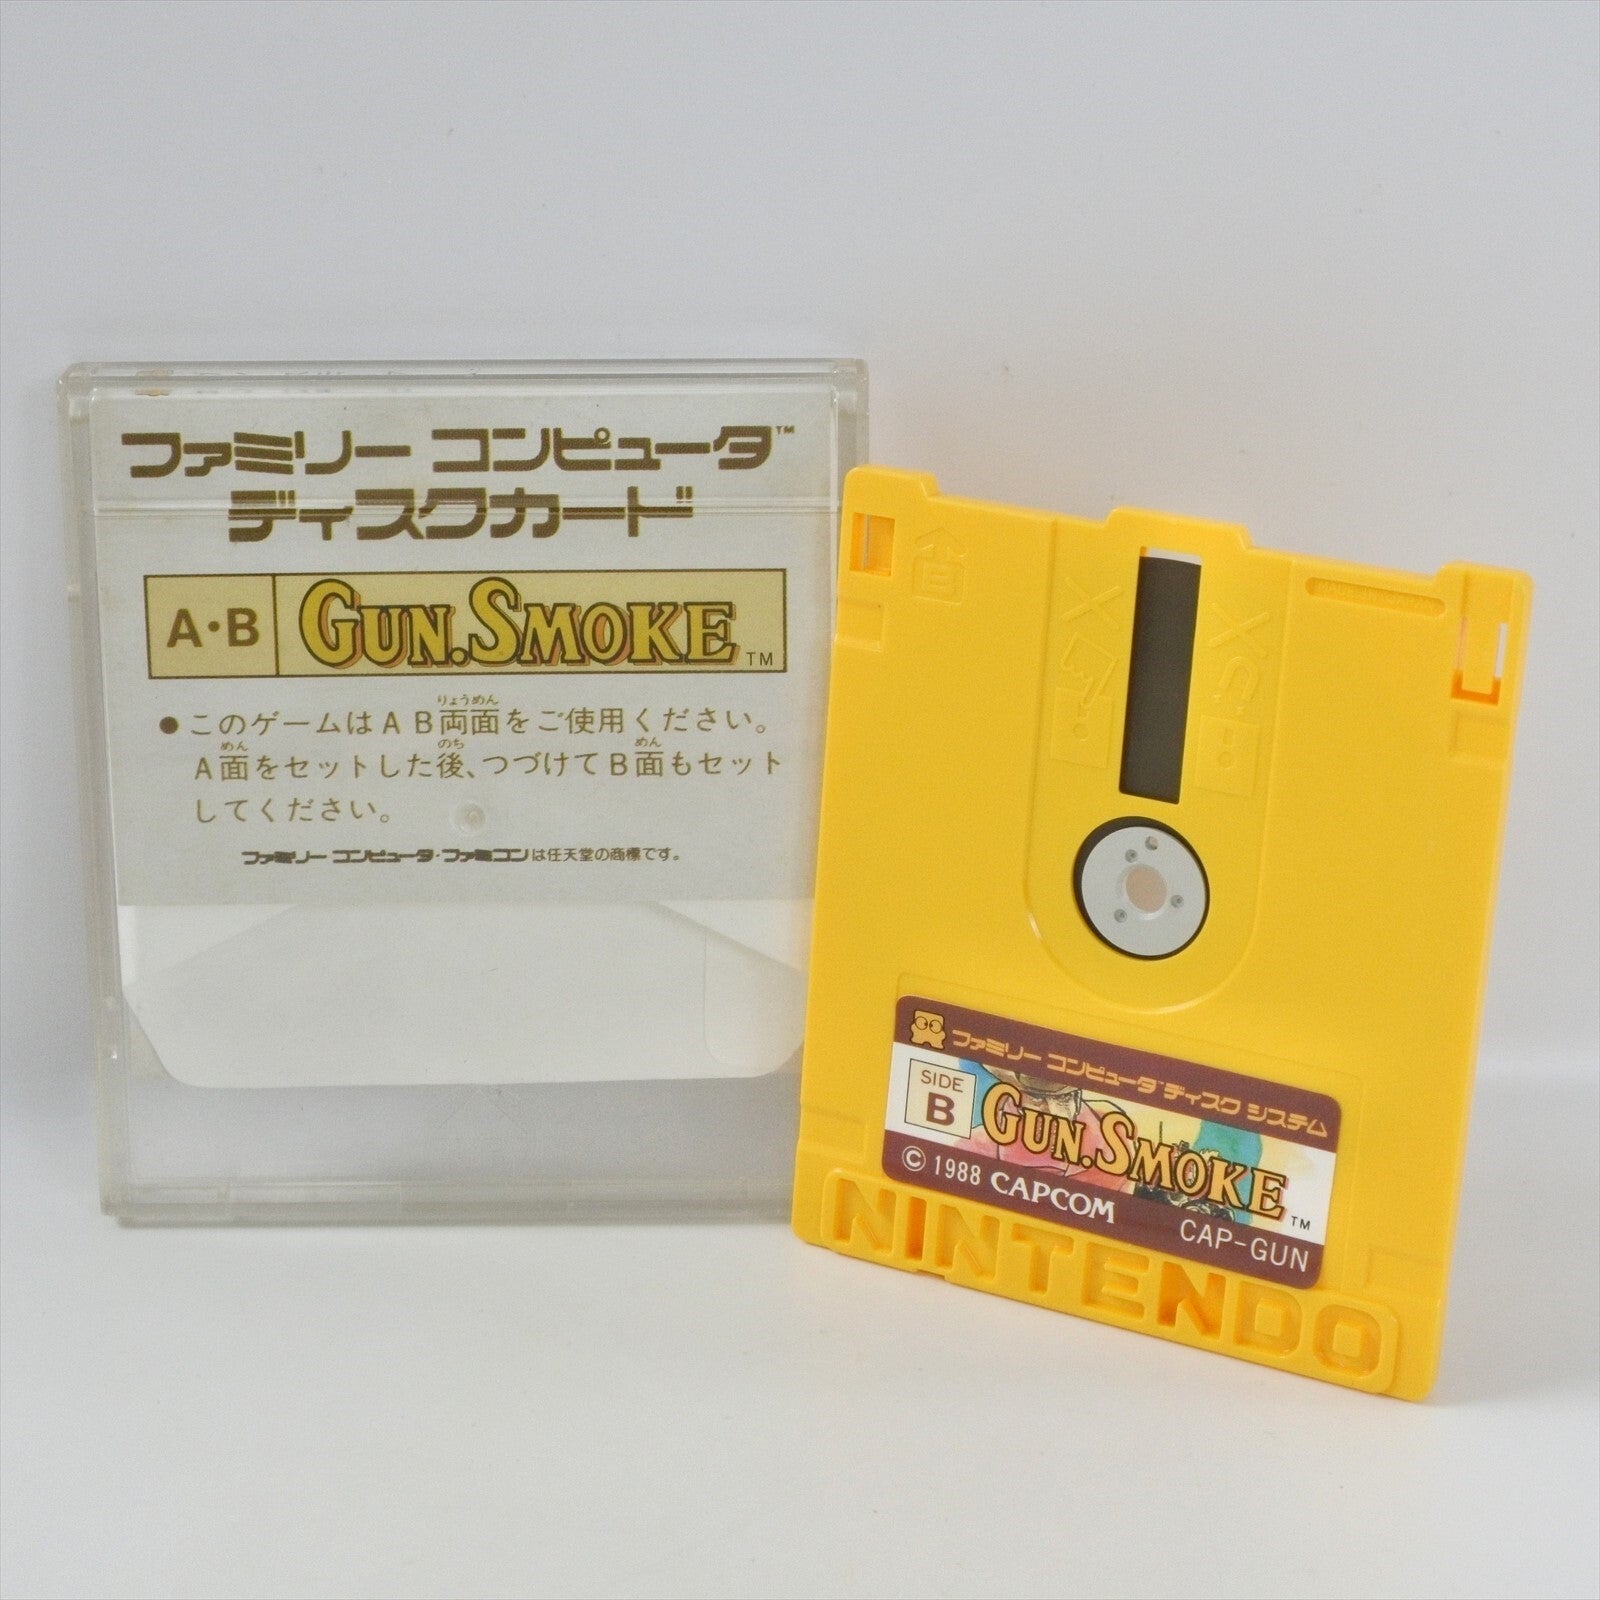 ファミリー コンピュータ™
ディスクカード
A・B GUN.SMOKE™
りょうめん
●このゲームはAB両面をご使用ください。
めん のち めん
A面をセットした後、つづけてB面もセット
してください。
ファミリー コンピュータ・ファミコンは任天堂の商標です。
B
ファミリー コンピュータ™ ディスク システム
SIDE
B
GUN.SMOKE™
© 1988 CAPCOM
CAP-GUN
NINTENDO